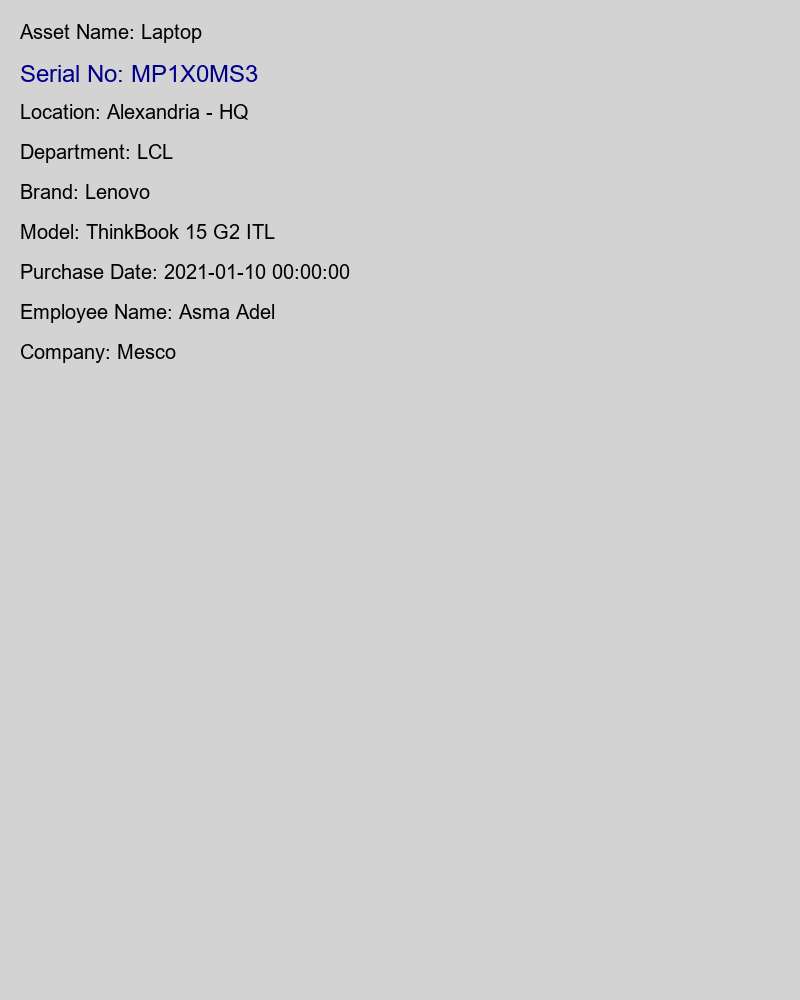 Asset Name: Laptop
Serial No: MP1X0MS3
Location: Alexandria - HQ
Department: LCL
Brand: Lenovo
Model: ThinkBook 15 G2 ITL
Purchase Date: 2021-01-10 00:00:00
Employee Name: Asma Adel
Company: Mesco